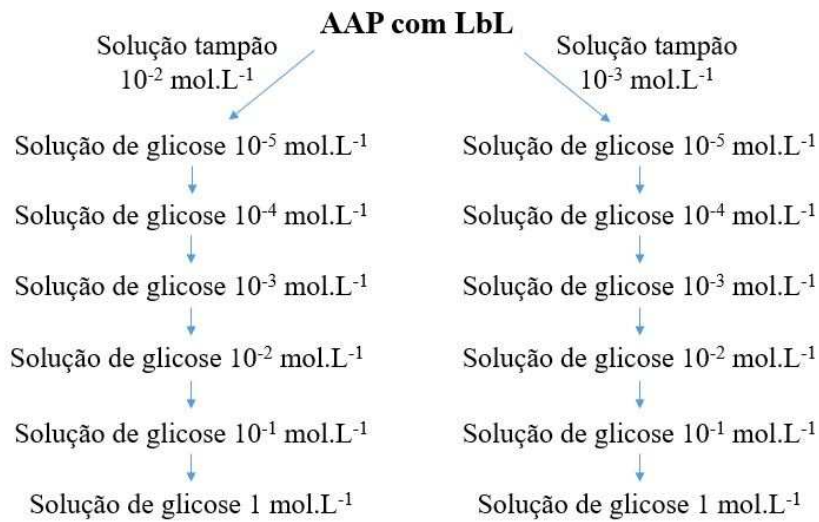 AAP com LbL
Solução tampão
10⁻² mol.L⁻¹
Solução tampão
10⁻³ mol.L⁻¹
Solução de glicose 10⁻⁵ mol.L⁻¹
Solução de glicose 10⁻⁴ mol.L⁻¹
Solução de glicose 10⁻³ mol.L⁻¹
Solução de glicose 10⁻² mol.L⁻¹
Solução de glicose 10⁻¹ mol.L⁻¹
Solução de glicose 1 mol.L⁻¹
Solução de glicose 10⁻⁵ mol.L⁻¹
Solução de glicose 10⁻⁴ mol.L⁻¹
Solução de glicose 10⁻³ mol.L⁻¹
Solução de glicose 10⁻² mol.L⁻¹
Solução de glicose 10⁻¹ mol.L⁻¹
Solução de glicose 1 mol.L⁻¹